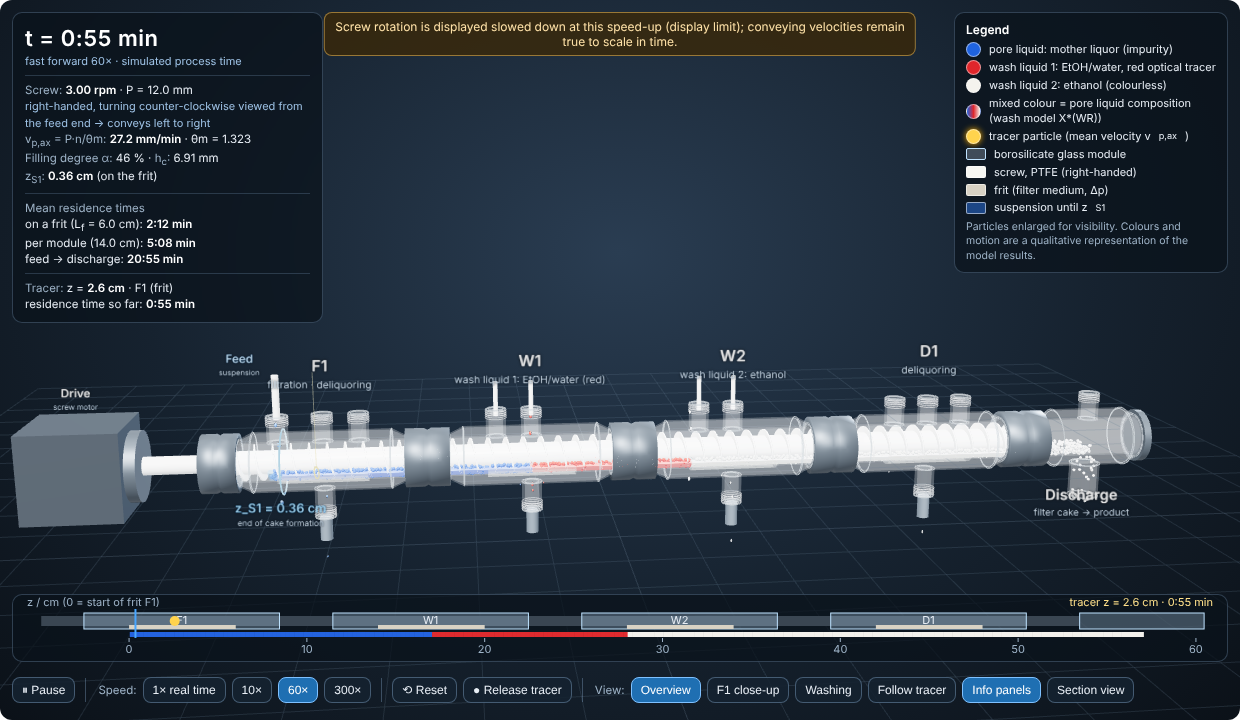 t = 0:55 min
fast forward 60× · simulated process time
Screw: 3.00 rpm · P = 12.0 mm
right-handed, turning counter-clockwise viewed from
the feed end → conveys left to right
vp,ax = P·n/θm: 27.2 mm/min · θm = 1.323
Filling degree α: 46 % · hc: 6.91 mm
zS1: 0.36 cm (on the frit)
Mean residence times
on a frit (Lf = 6.0 cm): 2:12 min
per module (14.0 cm): 5:08 min
feed → discharge: 20:55 min
Tracer: z = 2.6 cm · F1 (frit)
residence time so far: 0:55 min
Screw rotation is displayed slowed down at this speed-up (display limit); conveying velocities remain
true to scale in time.
Legend
pore liquid: mother liquor (impurity)
wash liquid 1: EtOH/water, red optical tracer
wash liquid 2: ethanol (colourless)
mixed colour = pore liquid composition
(wash model X*(WR))
tracer particle (mean velocity v p,ax )
borosilicate glass module
screw, PTFE (right-handed)
frit (filter medium, Δp)
suspension until z S1
Particles enlarged for visibility. Colours and
motion are a qualitative representation of the
model results.
Drive
screw motor
Feed
suspension
F1
filtration | deliquoring
W1
wash liquid 1: EtOH/water (red)
W2
wash liquid 2: ethanol
D1
deliquoring
z_S1 = 0.36 cm
end of cake formation
Discharge
filter cake → product
z / cm (0 = start of frit F1)
tracer z = 2.6 cm · 0:55 min
F1 W1 W2 D1
0 10 20 30 40 50 60
⏸ Pause Speed: 1× real time 10× 60× 300× ⟲ Reset ● Release tracer View: Overview F1 close-up Washing Follow tracer Info panels Section view